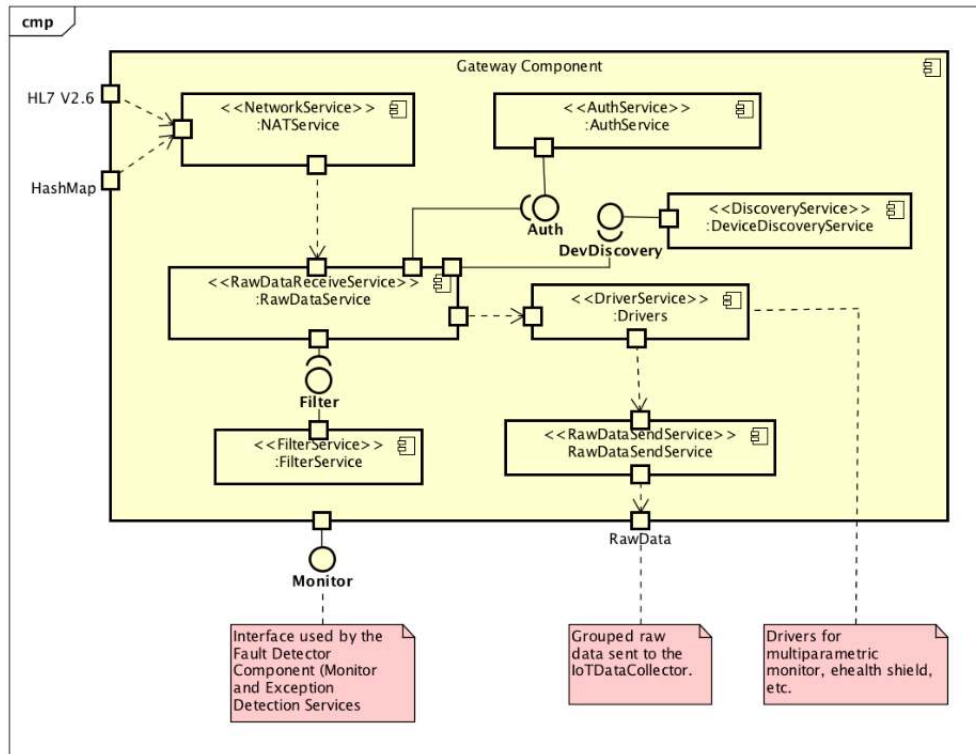 cmp
Gateway Component
HL7 V2.6
HashMap
<<NetworkService>>
:NATService
<<AuthService>>
:AuthService
Auth
<<DiscoveryService>>
:DeviceDiscoveryService
DevDiscovery
<<RawDataReceiveService>>
:RawDataService
<<DriverService>>
:Drivers
Filter
<<FilterService>>
:FilterService
<<RawDataSendService>>
RawDataSendService
RawData
Monitor
Interface used by the
Fault Detector
Component (Monitor
and Exception
Detection Services
Grouped raw
data sent to the
IoTDataCollector.
Drivers for
multiparametric
monitor, ehealth shield,
etc.